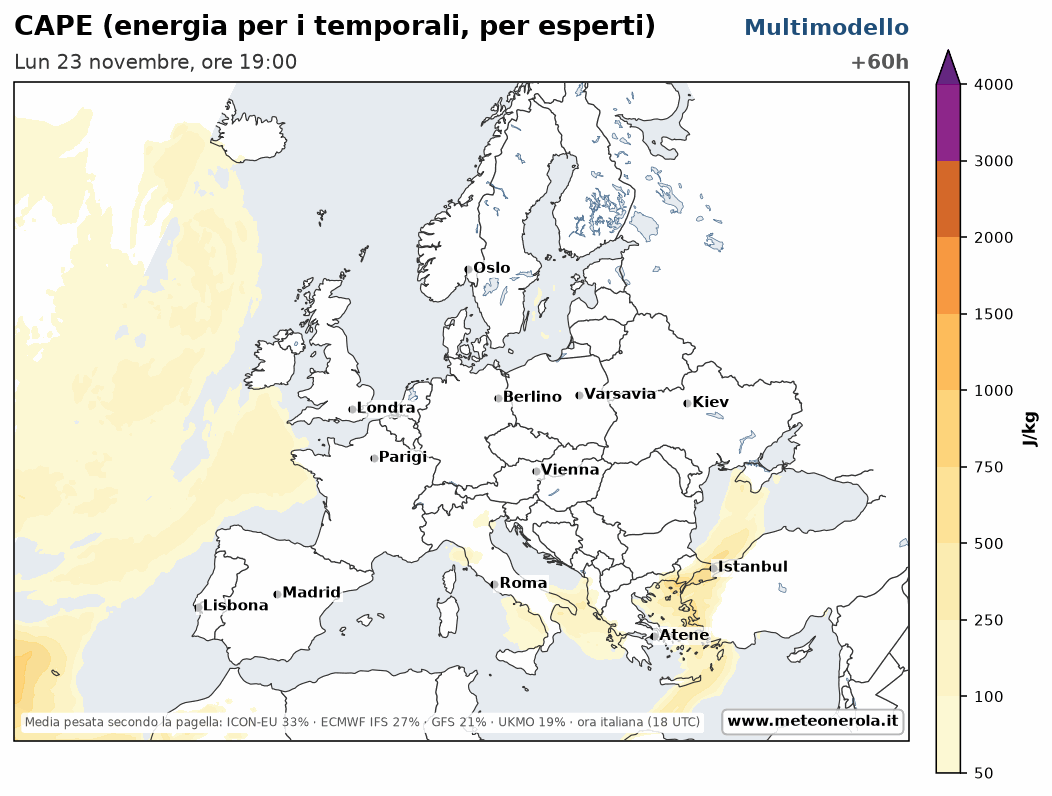 CAPE (energia per i temporali, per esperti)
Multimodello
Lun 23 novembre, ore 19:00
+60h
4000
3000
2000
1500
1000
750
500
250
100
50
J/kg
Oslo
Londra
Berlino
Varsavia
Kiev
Parigi
Vienna
Istanbul
Roma
Madrid
Lisbona
Atene
Media pesata secondo la pagella: ICON-EU 33% · ECMWF IFS 27% · GFS 21% · UKMO 19% · ora italiana (18 UTC)
www.meteonerola.it